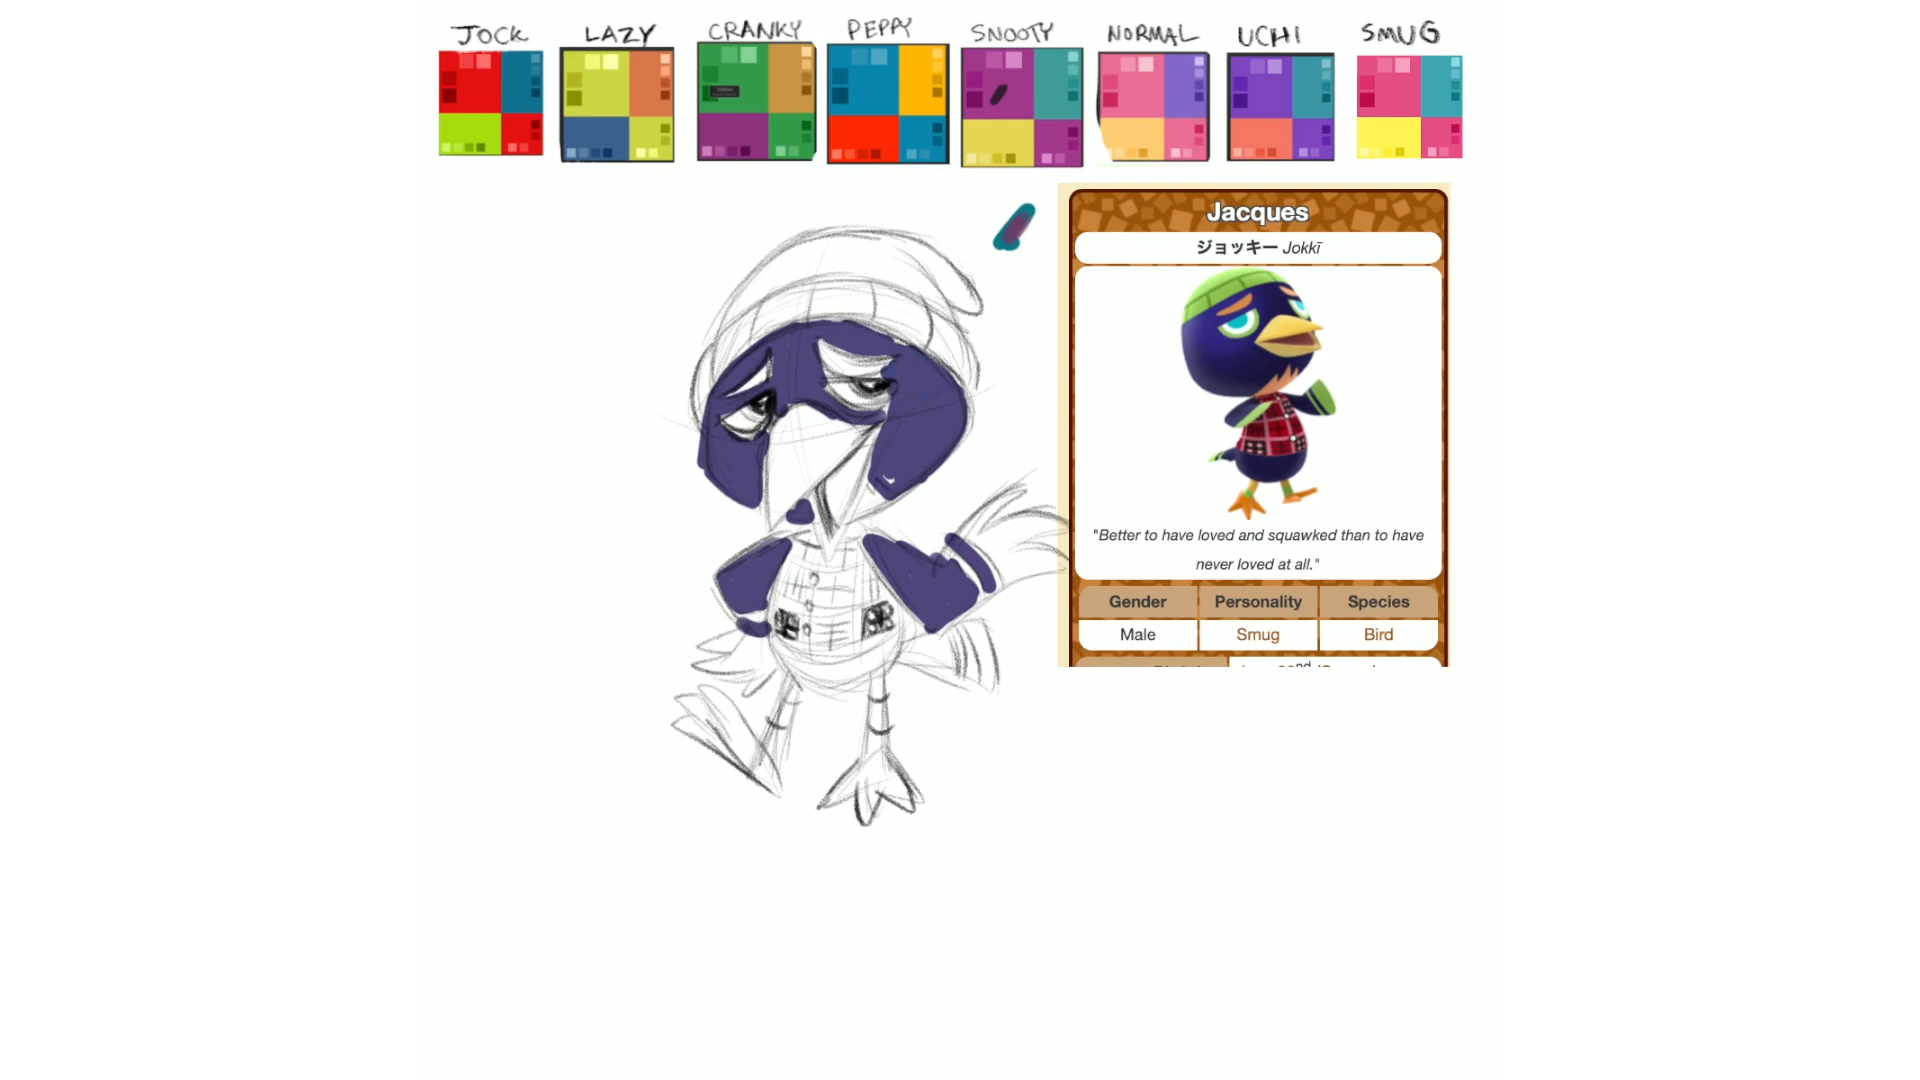 JOCK LAZY CRANKY PEPPY SNOOTY NORMAL UCHI SMUG
Jacques
ジョッキー Jokkī
"Better to have loved and squawked than to have
never loved at all."
Gender Personality Species
Male Smug Bird